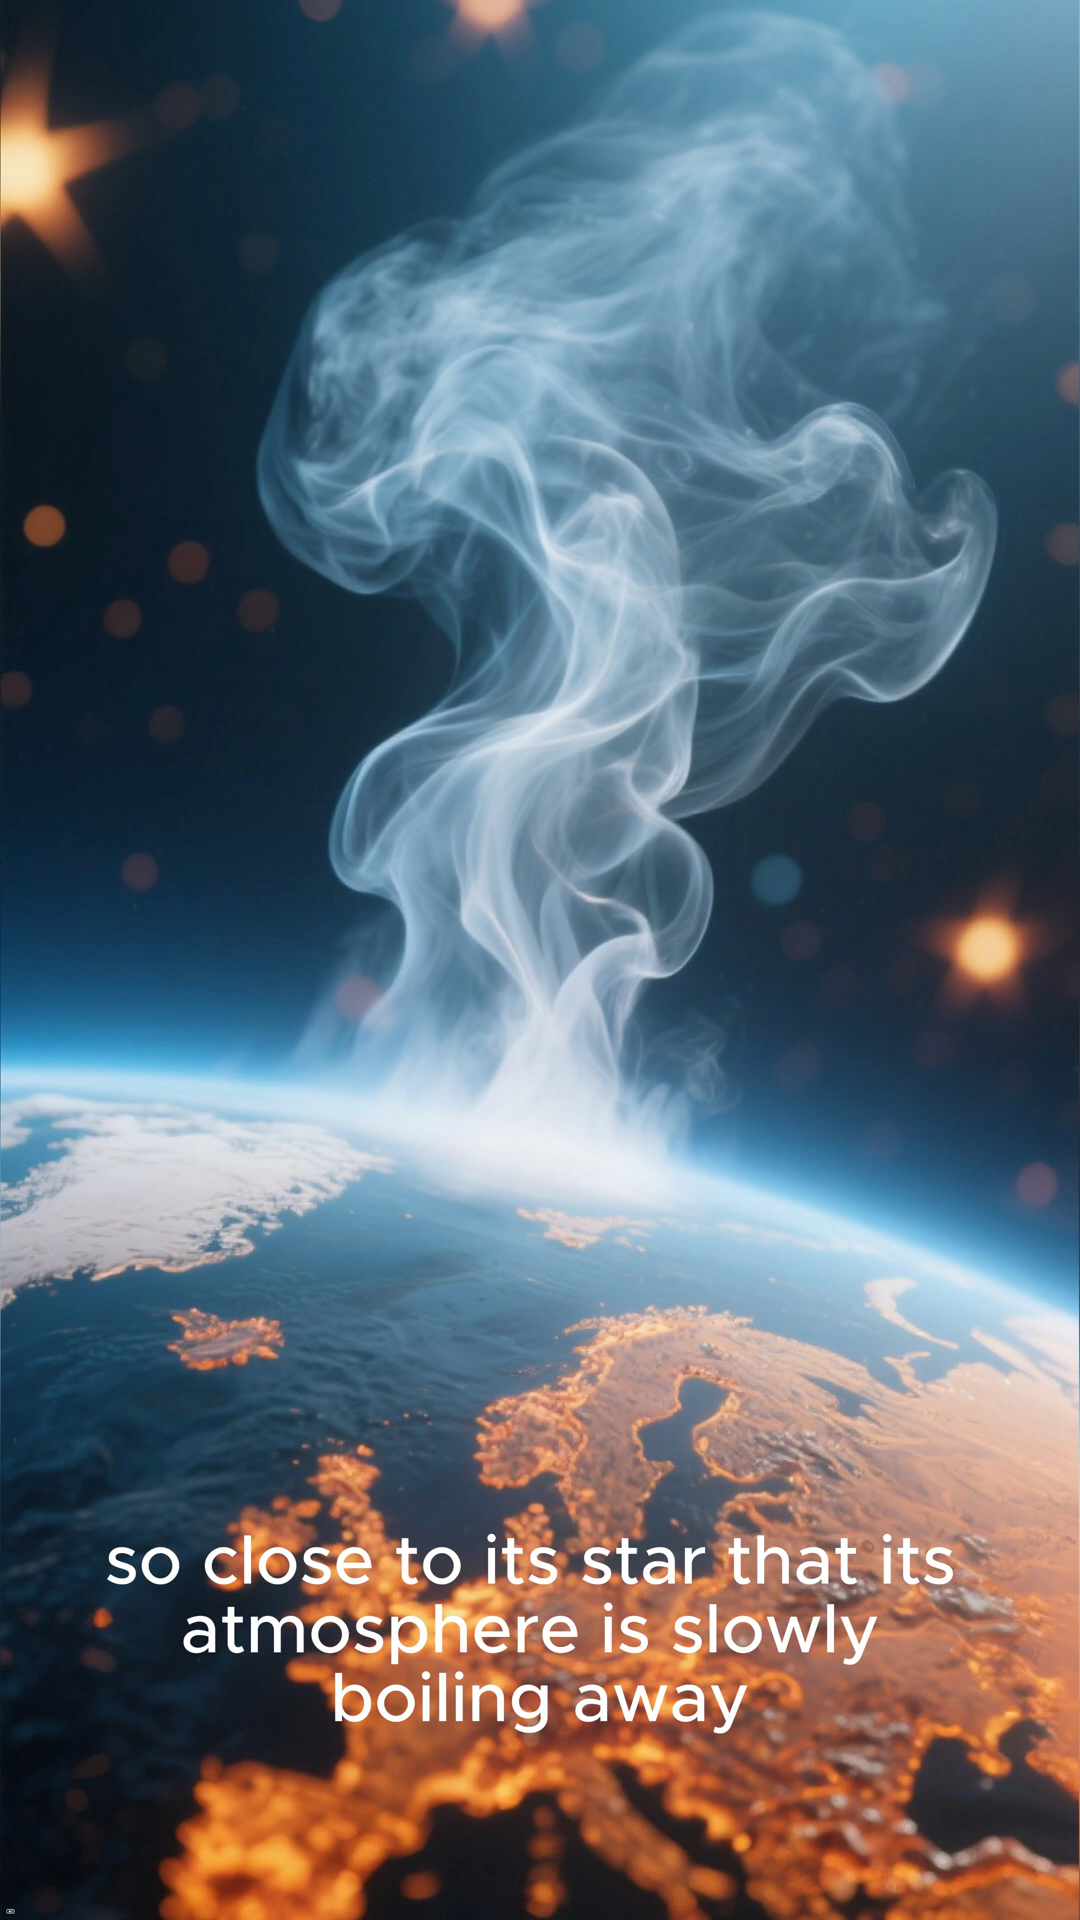 so close to its star that its
atmosphere is slowly
boiling away